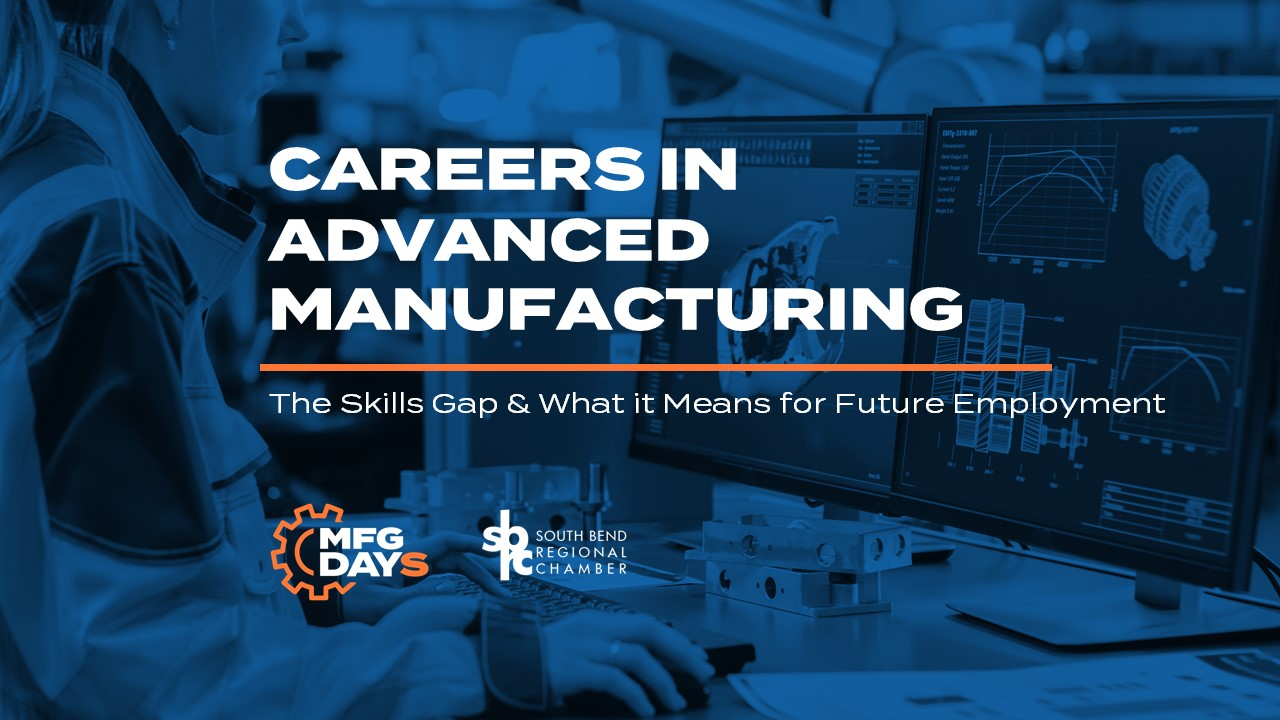 CAREERS IN
ADVANCED
MANUFACTURING
The Skills Gap & What it Means for Future Employment
MFG
DAYS
sbrc
SOUTH BEND
REGIONAL
CHAMBER